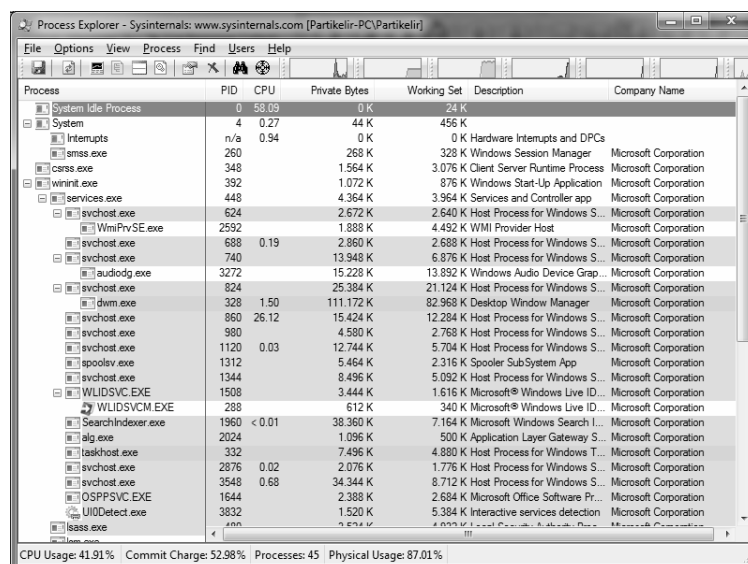 Process Explorer - Sysinternals: www.sysinternals.com [Partikelir-PC\Partikelir]
File Options View Process Find Users Help
Process PID CPU Private Bytes Working Set Description Company Name
System Idle Process 0 58.09 0 K 24 K
System 4 0.27 44 K 456 K
Interrupts n/a 0.94 0 K 0 K Hardware Interrupts and DPCs
smss.exe 260 268 K 328 K Windows Session Manager Microsoft Corporation
csrss.exe 348 1.564 K 3.076 K Client Server Runtime Process Microsoft Corporation
wininit.exe 392 1.072 K 876 K Windows Start-Up Application Microsoft Corporation
services.exe 448 4.364 K 3.964 K Services and Controller app Microsoft Corporation
svchost.exe 624 2.672 K 2.640 K Host Process for Windows S... Microsoft Corporation
WmiPrvSE.exe 2592 1.888 K 4.492 K WMI Provider Host Microsoft Corporation
svchost.exe 688 0.19 2.860 K 2.688 K Host Process for Windows S... Microsoft Corporation
svchost.exe 740 13.948 K 6.876 K Host Process for Windows S... Microsoft Corporation
audiodg.exe 3272 15.228 K 13.892 K Windows Audio Device Grap... Microsoft Corporation
svchost.exe 824 25.384 K 21.124 K Host Process for Windows S... Microsoft Corporation
dwm.exe 328 1.50 111.172 K 82.968 K Desktop Window Manager Microsoft Corporation
svchost.exe 860 26.12 15.424 K 12.284 K Host Process for Windows S... Microsoft Corporation
svchost.exe 980 4.580 K 2.768 K Host Process for Windows S... Microsoft Corporation
svchost.exe 1120 0.03 12.744 K 5.704 K Host Process for Windows S... Microsoft Corporation
spoolsv.exe 1312 5.464 K 2.316 K Spooler SubSystem App Microsoft Corporation
svchost.exe 1344 8.496 K 5.092 K Host Process for Windows S... Microsoft Corporation
WLIDSVC.EXE 1508 3.444 K 1.616 K Microsoft® Windows Live ID... Microsoft Corporation
WLIDSVCM.EXE 288 612 K 340 K Microsoft® Windows Live ID... Microsoft Corporation
SearchIndexer.exe 1960 < 0.01 38.360 K 7.164 K Microsoft Windows Search I... Microsoft Corporation
alg.exe 2024 1.096 K 500 K Application Layer Gateway S... Microsoft Corporation
taskhost.exe 332 7.496 K 4.880 K Host Process for Windows T... Microsoft Corporation
svchost.exe 2876 0.02 2.076 K 1.776 K Host Process for Windows S... Microsoft Corporation
svchost.exe 3548 0.68 34.344 K 8.712 K Host Process for Windows S... Microsoft Corporation
OSPPSVC.EXE 1644 2.388 K 2.684 K Microsoft Office Software Pr... Microsoft Corporation
UI0Detect.exe 3832 1.520 K 5.384 K Interactive services detection Microsoft Corporation
lsass.exe
CPU Usage: 41.91% Commit Charge: 52.98% Processes: 45 Physical Usage: 87.01%